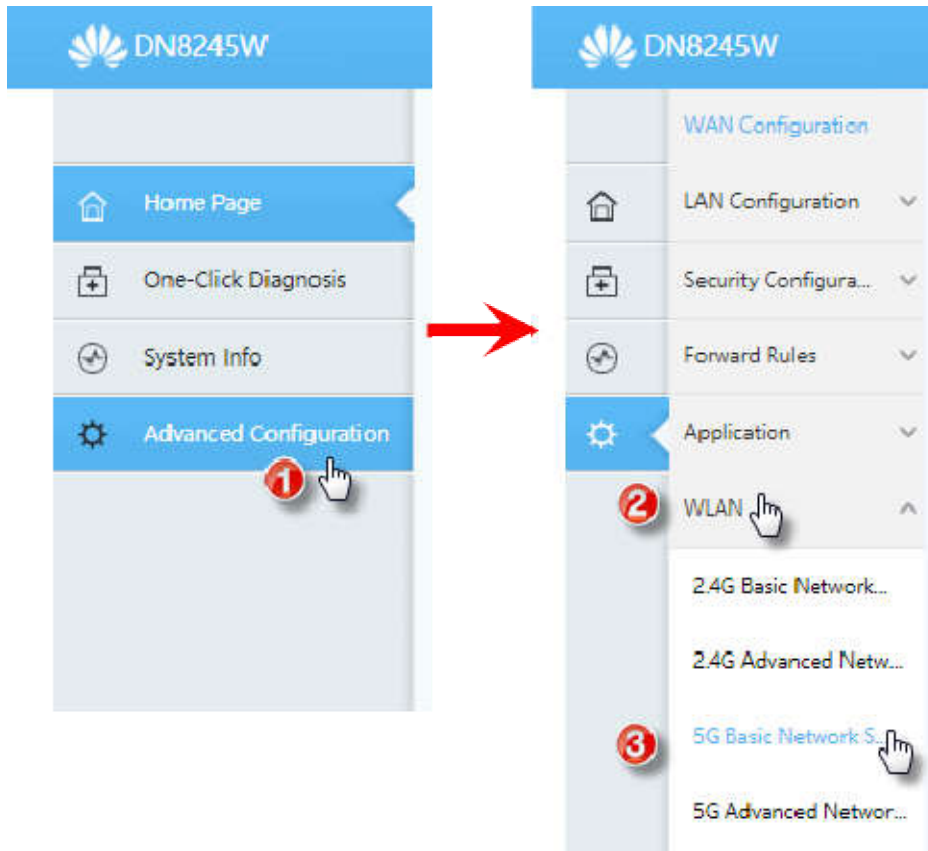 DN8245W
Home Page
One-Click Diagnosis
System Info
Advanced Configuration
1
DN8245W
WAN Configuration
LAN Configuration
Security Configura...
Forward Rules
Application
2
WLAN
2.4G Basic Network...
2.4G Advanced Netw...
3
5G Basic Network S...
5G Advanced Networ...